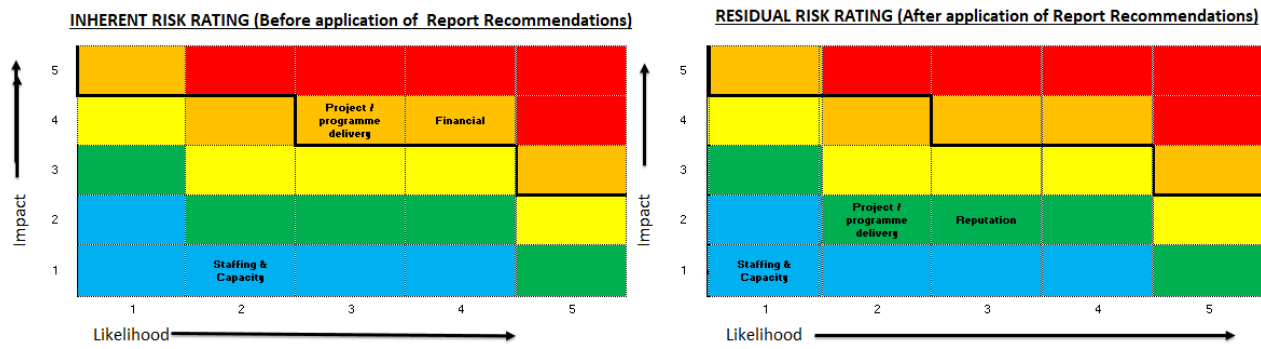 INHERENT RISK RATING (Before application of  Report Recommendations)
5
4
3
2
1
Impact
Project /
programme
delivery
Financial
Staffing &
Capacity
1
2
3
4
5
Likelihood
RESIDUAL RISK RATING (After application of Report Recommendations)
5
4
3
2
1
Impact
Project /
programme
delivery
Reputation
Staffing &
Capacity
1
2
3
4
5
Likelihood